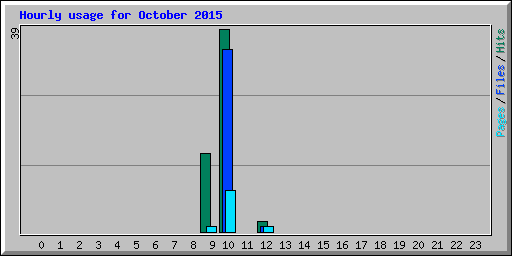 Hourly usage for October 2015
39
Pages/Files/Hits
0 1 2 3 4 5 6 7 8 9 10 11 12 13 14 15 16 17 18 19 20 21 22 23